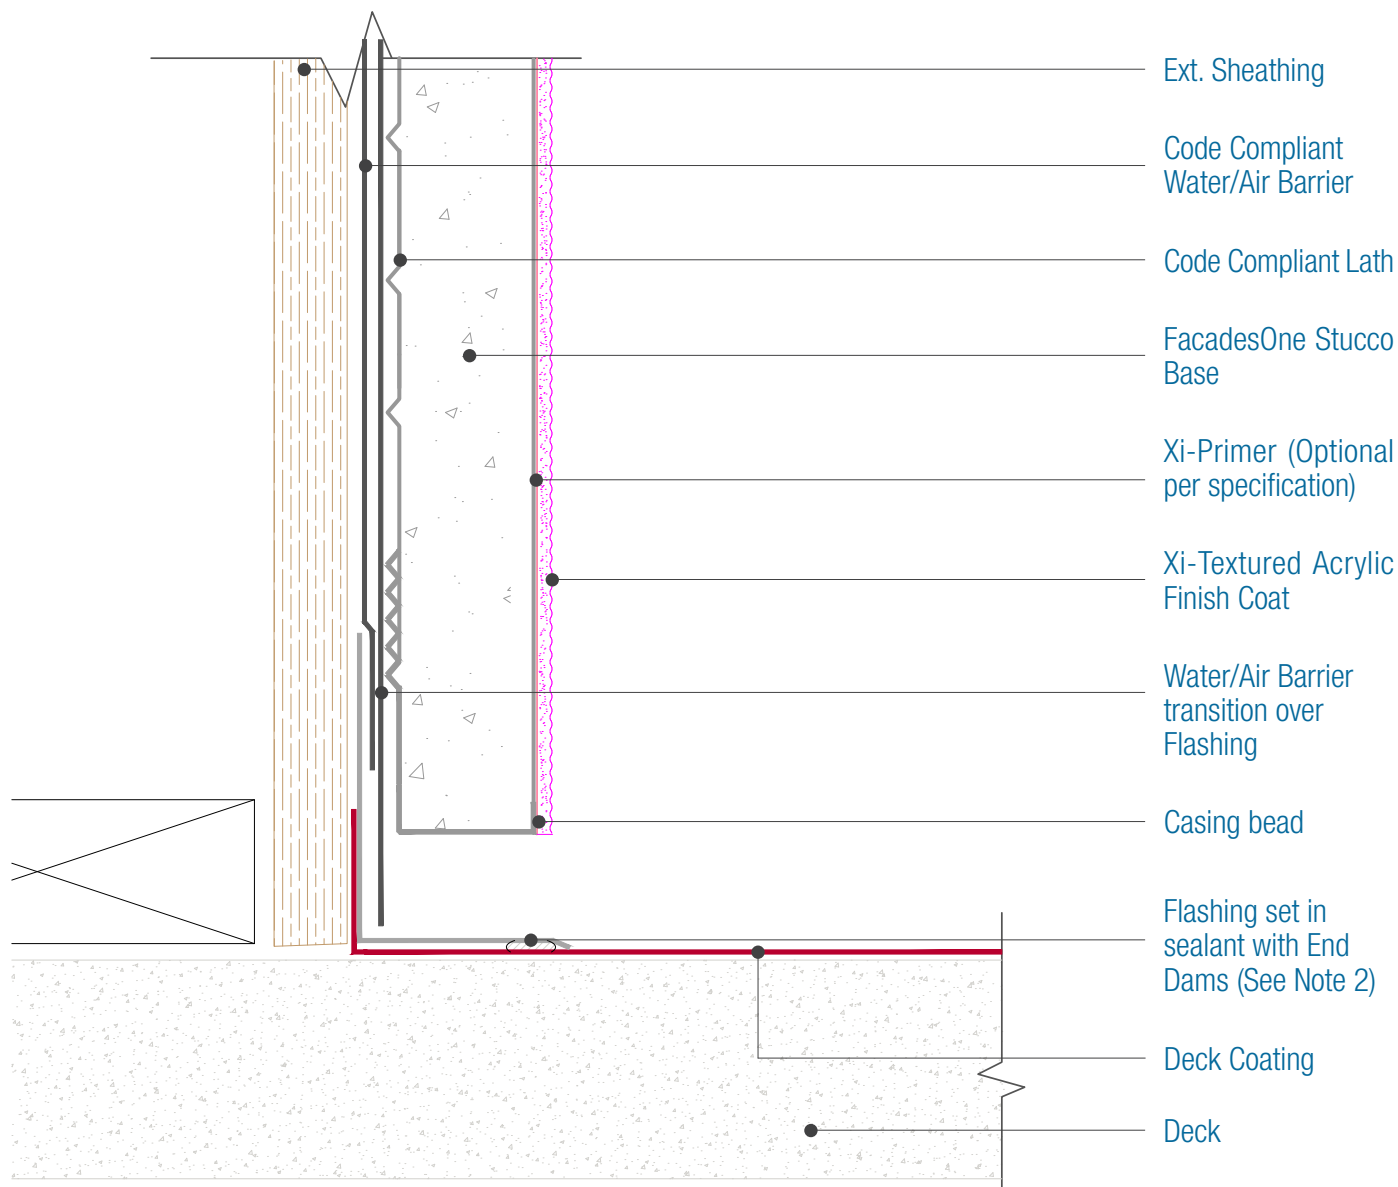 Ext. Sheathing
Code Compliant
Water/Air Barrier
Code Compliant Lath
FacadesOne Stucco
Base
Xi-Primer (Optional
per specification)
Xi-Textured Acrylic
Finish Coat
Water/Air Barrier
transition over
Flashing
Casing bead
Flashing set in
sealant with End
Dams (See Note 2)
Deck Coating
Deck